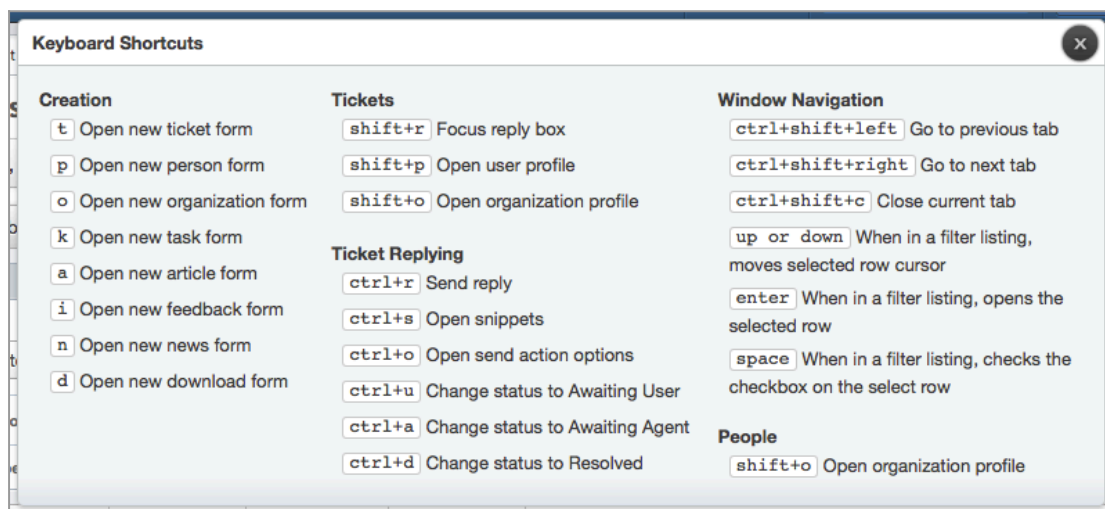 Keyboard Shortcuts
x
Creation
t Open new ticket form
p Open new person form
o Open new organization form
k Open new task form
a Open new article form
i Open new feedback form
n Open new news form
d Open new download form
Tickets
shift+r Focus reply box
shift+p Open user profile
shift+o Open organization profile
Ticket Replying
ctrl+r Send reply
ctrl+s Open snippets
ctrl+o Open send action options
ctrl+u Change status to Awaiting User
ctrl+a Change status to Awaiting Agent
ctrl+d Change status to Resolved
Window Navigation
ctrl+shift+left Go to previous tab
ctrl+shift+right Go to next tab
ctrl+shift+c Close current tab
up or down When in a filter listing,
moves selected row cursor
enter When in a filter listing, opens the
selected row
space When in a filter listing, checks the
checkbox on the select row
People
shift+o Open organization profile